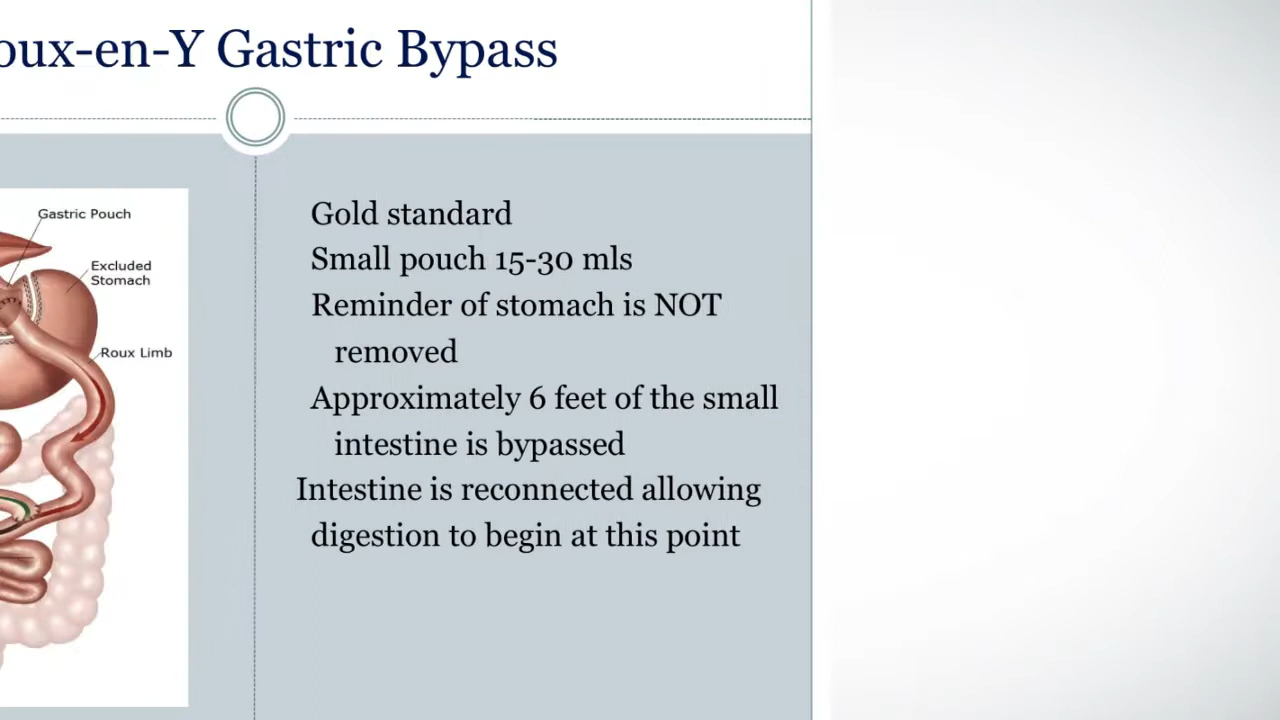 oux-en-Y Gastric Bypass
Gastric Pouch
Excluded
Stomach
Roux Limb
Gold standard
Small pouch 15-30 mls
Reminder of stomach is NOT
removed
Approximately 6 feet of the small
intestine is bypassed
Intestine is reconnected allowing
digestion to begin at this point